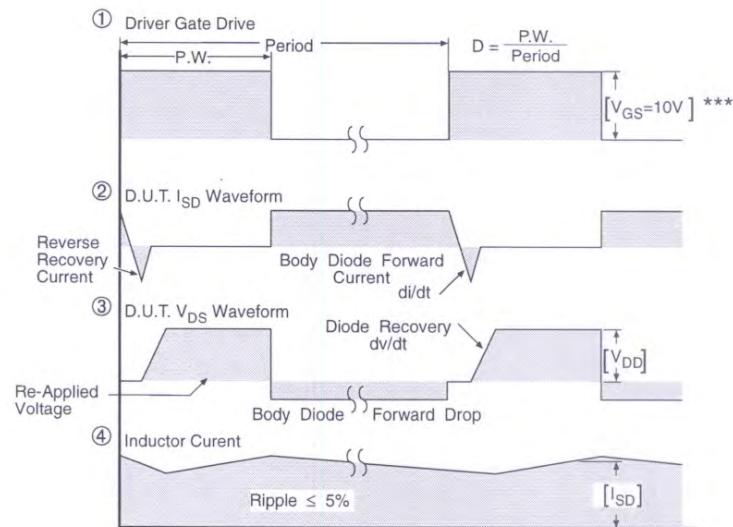 ① Driver Gate Drive
Period
P.W.
D = P.W. / Period
[VGS=10V] ***
② D.U.T. ISD Waveform
Reverse
Recovery
Current
Body Diode Forward
Current
di/dt
③ D.U.T. VDS Waveform
Diode Recovery
dv/dt
[VDD]
Re-Applied
Voltage
Body Diode Forward Drop
④ Inductor Curent
Ripple ≤ 5%
[ISD]